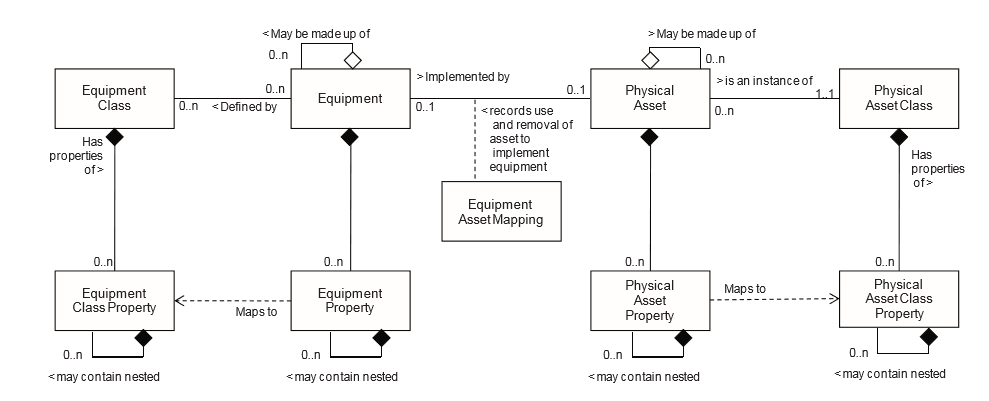 < May be made up of
0..n
> May be made up of
0..n
Equipment
Class
0..n
< Defined by
0..n
Equipment
> Implemented by
0..1
0..1
< records use
and removal of
asset to
implement
equipment
Physical
Asset
> is an instance of
0..n
1..1
Physical
Asset Class
Has
properties
of >
Has
properties
of >
Equipment
Asset Mapping
0..n
0..n
0..n
0..n
Equipment
Class Property
Maps to
Equipment
Property
Physical
Asset
Property
Maps to
Physical
Asset Class
Property
0..n
0..n
0..n
0..n
< may contain nested
< may contain nested
< may contain nested
< may contain nested